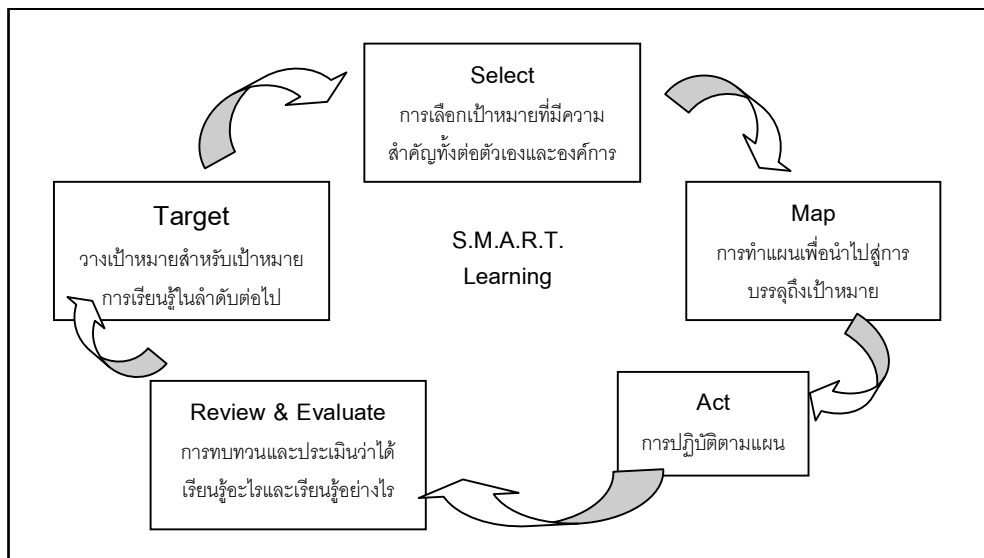 Select
การเลือกเป้าหมายที่มีความ
สำคัญทั้งต่อตัวเองและองค์การ
Map
การทำแผนเพื่อนำไปสู่การ
บรรลุถึงเป้าหมาย
Act
การปฏิบัติตามแผน
Review & Evaluate
การทบทวนและประเมินว่าได้
เรียนรู้อะไรและเรียนรู้อย่างไร
Target
วางเป้าหมายสำหรับเป้าหมาย
การเรียนรู้ในลำดับต่อไป
S.M.A.R.T.
Learning